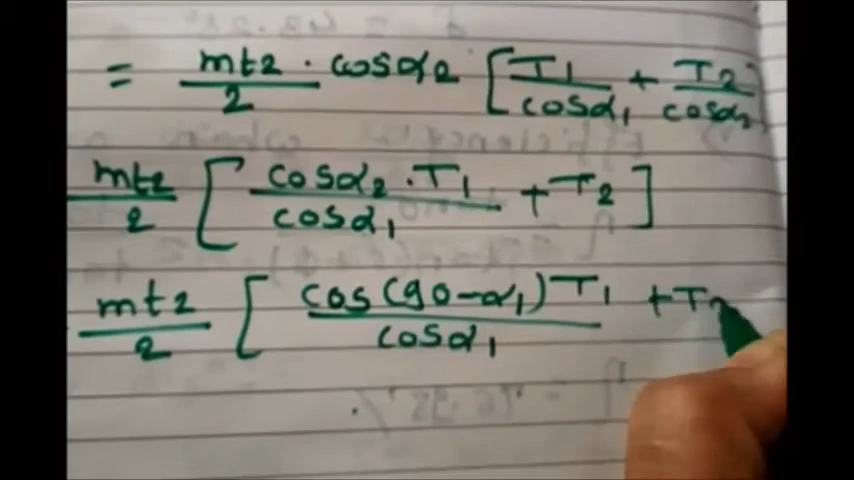 = mt2/2 · cosα2 [T1/cosα1 + T2/cosα2
mt2/2 [cosα2 · T1/cosα1 + T2]
mt2/2 [cos(90-α1) T1/cosα1 + T2